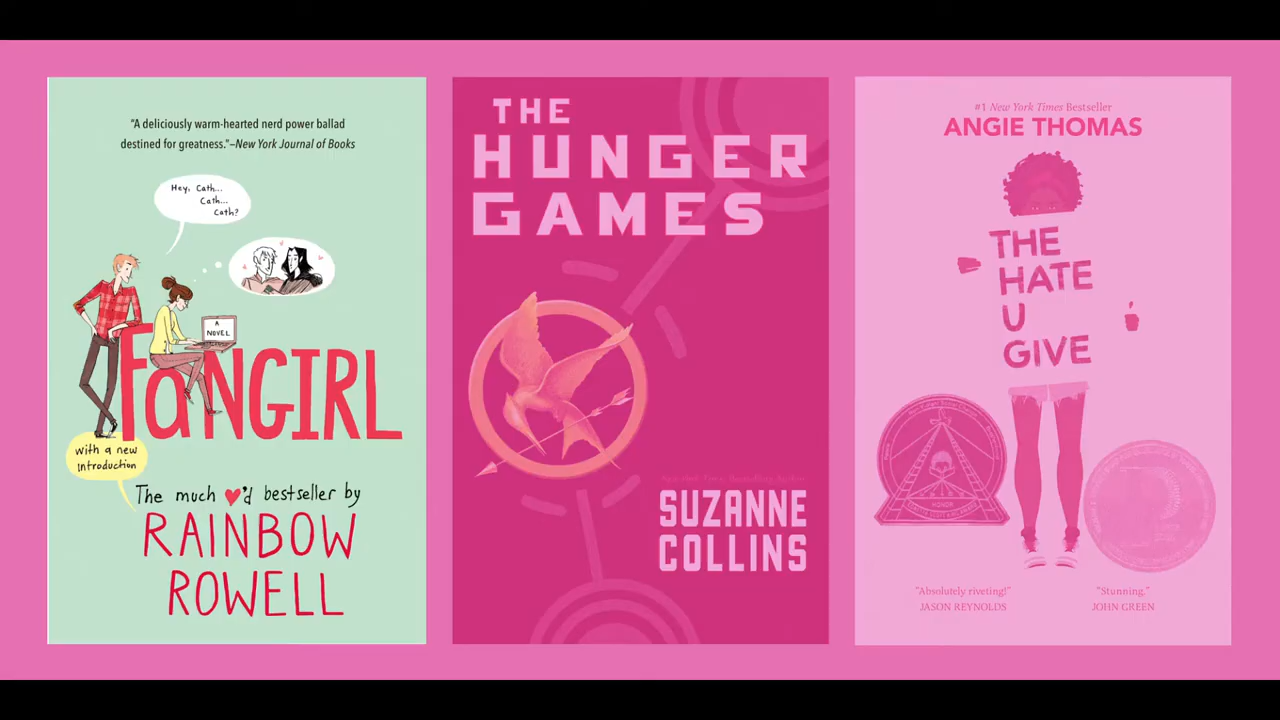 "A deliciously warm-hearted nerd power ballad
destined for greatness."–New York Journal of Books
Hey, Cath...
Cath...
Cath?
A
NOVEL
FANGIRL
with a new
introduction
The much ♥'d bestseller by
RAINBOW
ROWELL
THE
HUNGER
GAMES
SUZANNE
COLLINS
#1 New York Times Bestseller
ANGIE THOMAS
THE
HATE
U
GIVE
HONOR
"Absolutely riveting!"
JASON REYNOLDS
"Stunning."
JOHN GREEN